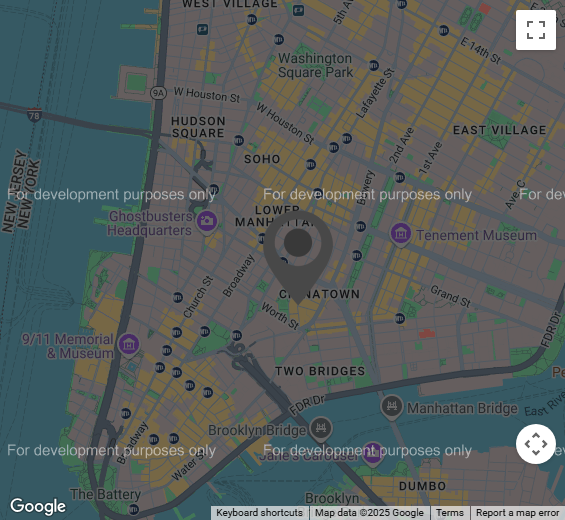 WEST VILLAGE
5th Ave
E 14th St
Washington
Square Park
9A
W Houston St
Lafayette St
78
HUDSON
SQUARE
W Houston St
EAST VILLAGE
2nd Ave
1st Ave
SOHO
NEW JERSEY
NEW YORK
For development purposes only
For development purposes only
For de
Bowery
Ave C
Ghostbusters
Headquarters
LOWER
MANHATTAN
Tenement Museum
Broadway
Church St
CHINATOWN
Grand St
Worth St
FDR Dr
9/11 Memorial
& Museum
TWO BRIDGES
FDR Dr
Manhattan Bridge
East River
Brooklyn Bridge
Broadway
For development purposes only
For development purposes only
For de
Jane's Carousel
Water St
The Battery
DUMBO
Brooklyn
Google
Keyboard shortcuts
Map data ©2025 Google
Terms
Report a map error